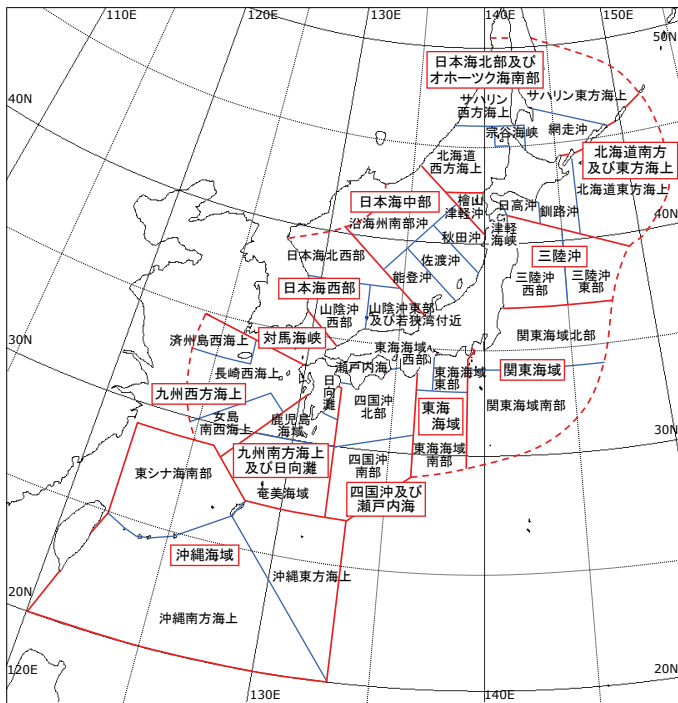 110E
120E
130E
140E
150E
50N
40N
日本海北部及び
オホーツク海南部
サハリン
西方海上
サハリン東方海上
宗谷海峡
網走沖
北海道
西方海上
北海道南方
及び東方海上
北海道東方海上
日本海中部
檜山
津軽沖
日高沖
釧路沖
津軽
海峡
沿海州南部沖
秋田沖
佐渡沖
能登沖
日本海北西部
日本海西部
三陸沖
三陸沖
西部
三陸沖
東部
40N
山陰沖
西部
山陰沖東部
及び若狭湾付近
関東海域北部
済州島西海上
対馬海峡
東海海域
西部
30N
長崎西海上
瀬戸内海
日向灘
東海海域
東部
関東海域
九州西方海上
四国沖
北部
東海
海域
関東海域南部
女島
南西海上
鹿児島
海域
九州南方海上
及び日向灘
四国沖
南部
東海海域
南部
30N
東シナ海南部
奄美海域
四国沖及び
瀬戸内海
沖縄海域
沖縄東方海上
20N
沖縄南方海上
120E
130E
140E
20N